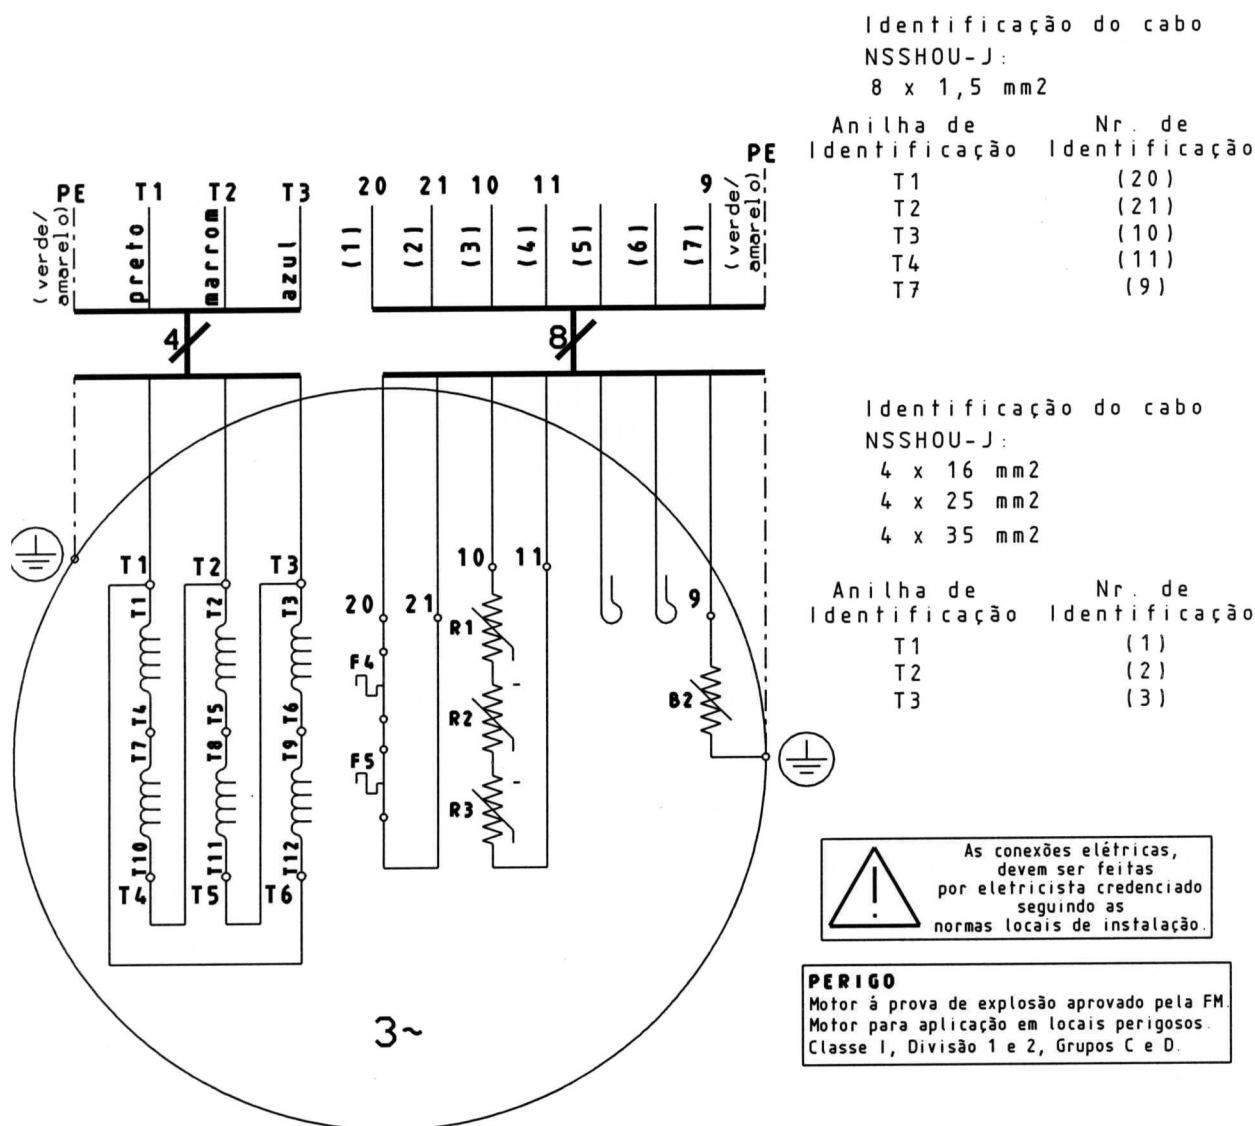 Identificação do cabo
NSSHOU-J:
8 x 1,5 mm2
Anilha de Nr. de
Identificação Identificação
T1 (20)
T2 (21)
T3 (10)
T4 (11)
T7 (9)
PE T1 T2 T3 20 21 10 11 9 PE
(verde/
amarelo)
preto
marrom
azul
(1) (2) (3) (4) (5) (6) (7)
(verde/
amarelo)
4 8
Identificação do cabo
NSSHOU-J:
4 x 16 mm2
4 x 25 mm2
4 x 35 mm2
Anilha de Nr. de
Identificação Identificação
T1 (1)
T2 (2)
T3 (3)
T1 T2 T3 10 11
T1 T2 T3 20 21 9
R1
F4
T4 T5 T6 R2 B2
T7 T8 T9 F5
R3
T10 T11 T12
T4 T5 T6
3~
As conexões elétricas,
devem ser feitas
por eletricista credenciado
seguindo as
normas locais de instalação.
PERIGO
Motor á prova de explosão aprovado pela FM.
Motor para aplicação em locais perigosos.
Classe I, Divisão 1 e 2, Grupos C e D.